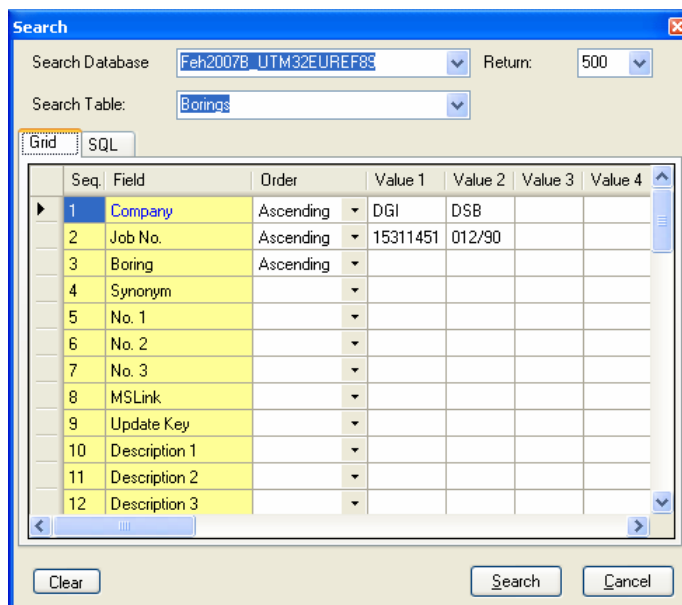 Search
Search Database Feh2007B_UTM32EUREF89 Return: 500
Search Table: Borings
Grid SQL
Seq. Field Order Value 1 Value 2 Value 3 Value 4
1 Company Ascending DGI DSB
2 Job No. Ascending 15311451 012/90
3 Boring Ascending
4 Synonym
5 No. 1
6 No. 2
7 No. 3
8 MSLink
9 Update Key
10 Description 1
11 Description 2
12 Description 3
Clear Search Cancel